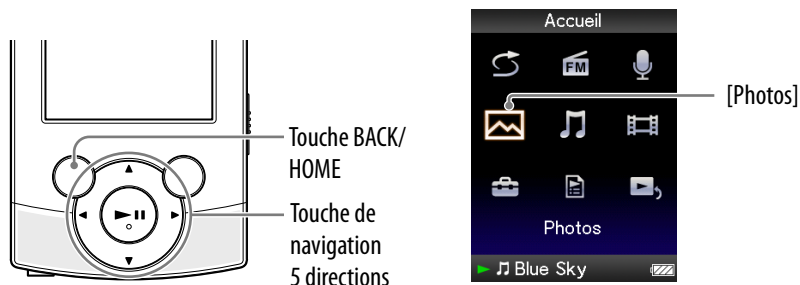 Touche BACK/
HOME
Touche de
navigation
5 directions
Accueil
FM
[Photos]
Photos
Blue Sky